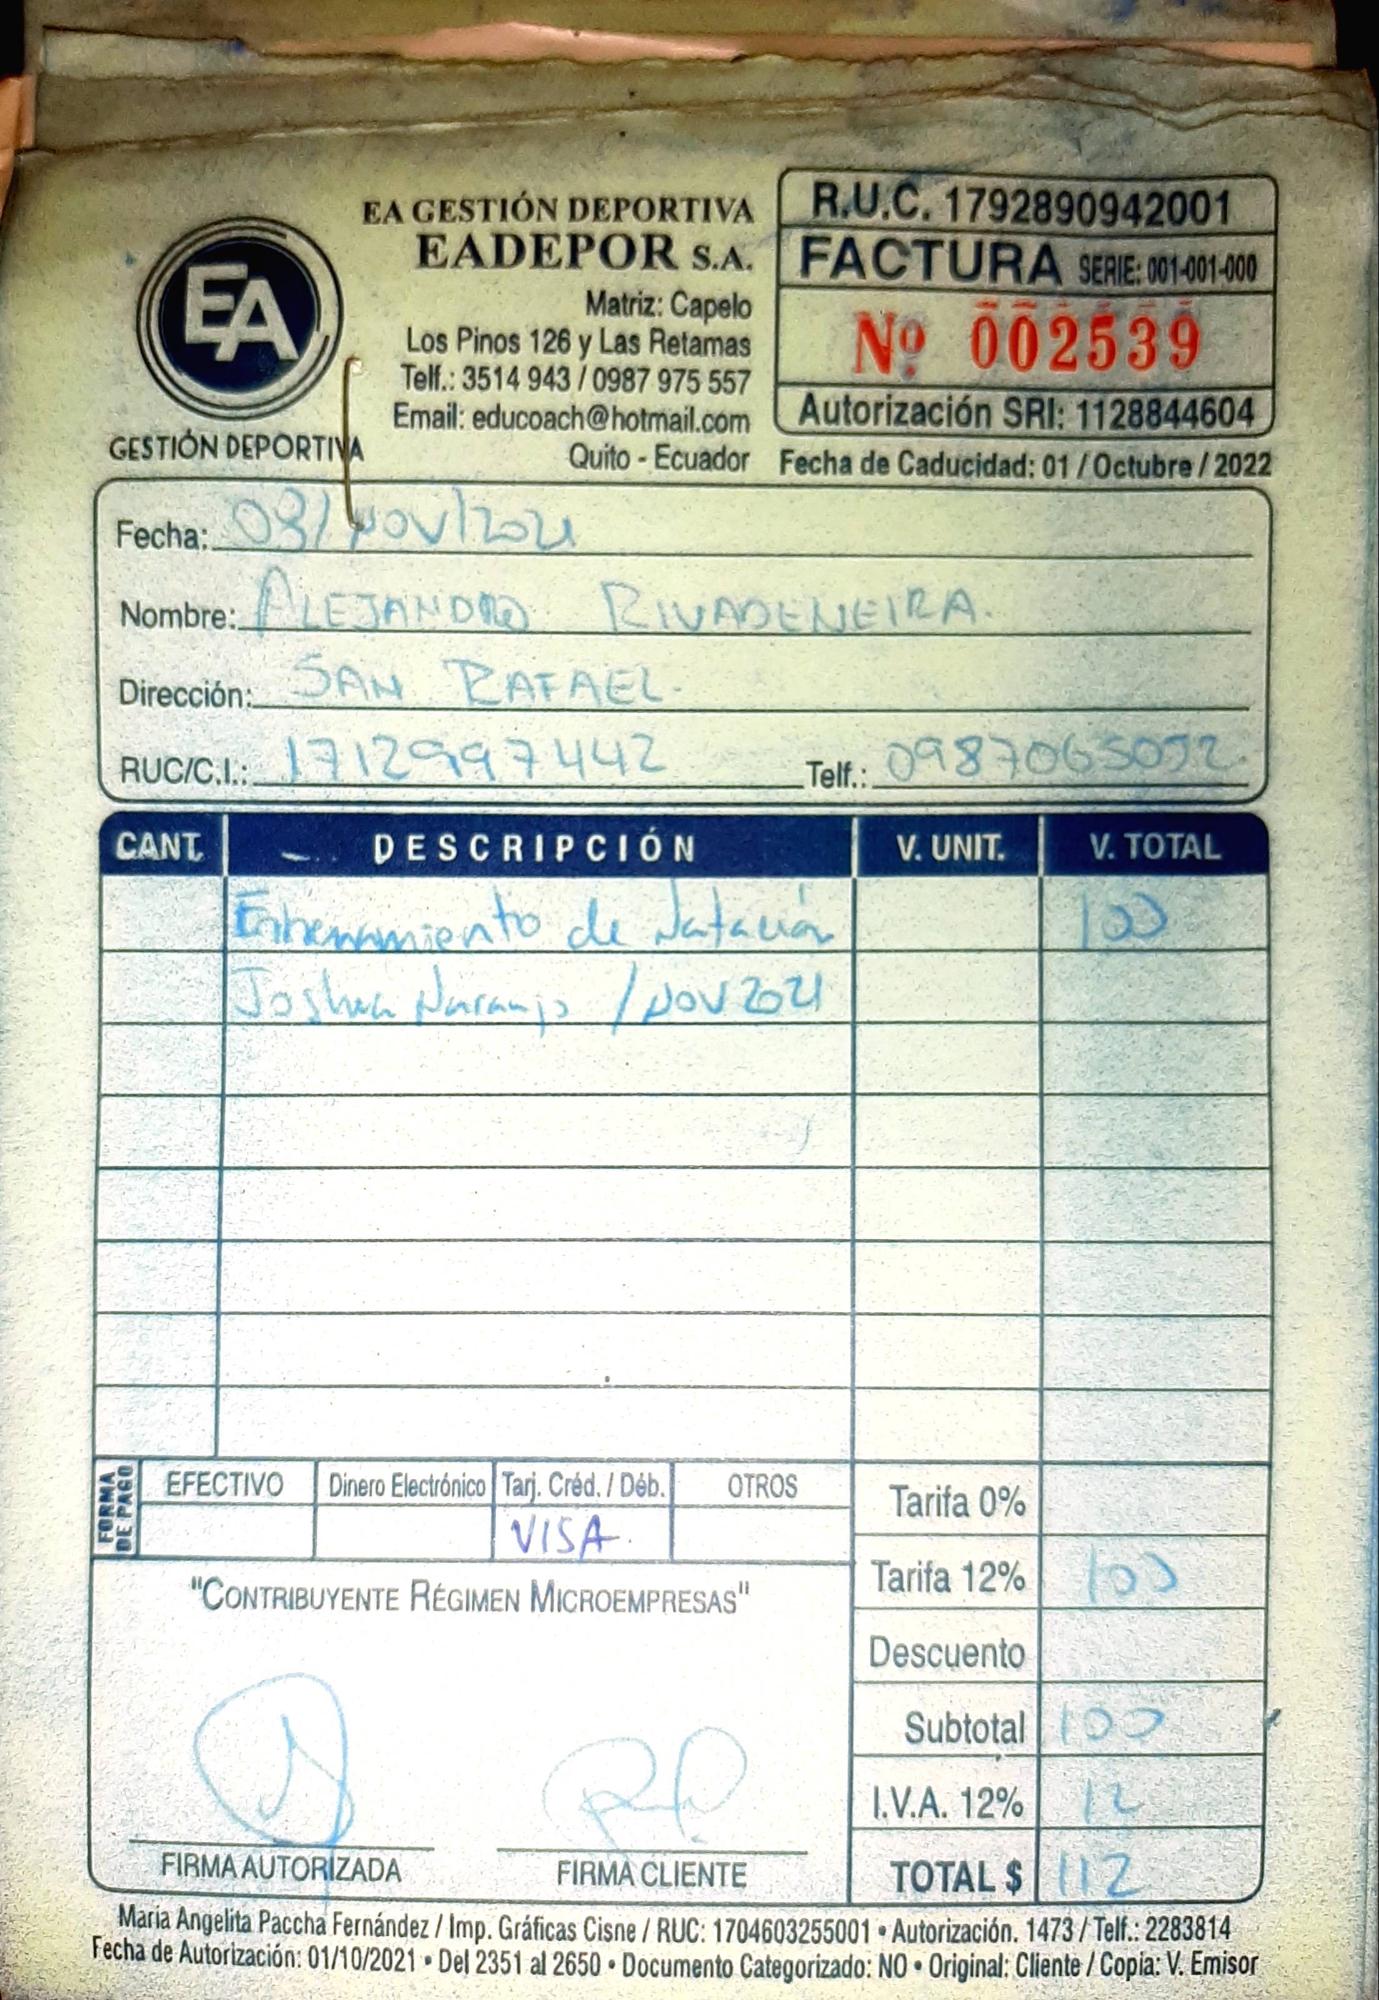 EA GESTIÓN DEPORTIVA
EADEPOR S.A.
Matriz: Capelo
Los Pinos 126 y Las Retamas
Telf.: 3514 943 / 0987 975 557
Email: educoach@hotmail.com
Quito - Ecuador
EA
GESTIÓN DEPORTIVA
R.U.C. 1792890942001
FACTURA SERIE: 001-001-000
Nº 002539
Autorización SRI: 1128844604
Fecha de Caducidad: 01 / Octubre / 2022
Fecha: 03/NOV/2021
Nombre: ALEJANDRO RIVADENEIRA.
Dirección: SAN RAFAEL.
RUC/C.I.: 1712997442 Telf.: 0987065092.
CANT. DESCRIPCIÓN V. UNIT. V. TOTAL
Entrenamiento de Natación 100
Joshua Naranjo / NOV 2021
FORMA DE PAGO
EFECTIVO Dinero Electrónico Tarj. Créd. / Déb. OTROS
VISA.
Tarifa 0%
Tarifa 12% 100
Descuento
Subtotal 100
I.V.A. 12% 12
TOTAL $ 112
"CONTRIBUYENTE RÉGIMEN MICROEMPRESAS"
FIRMA AUTORIZADA FIRMA CLIENTE
María Angelita Paccha Fernández / Imp. Gráficas Cisne / RUC: 1704603255001 • Autorización. 1473 / Telf.: 2283814
Fecha de Autorización: 01/10/2021 • Del 2351 al 2650 • Documento Categorizado: NO • Original: Cliente / Copia: V. Emisor